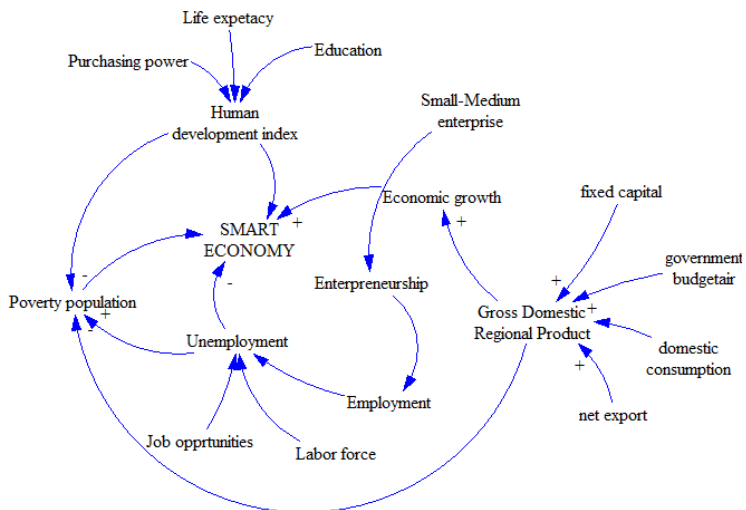 Life expetacy
Purchasing power
Education
Human
development index
Small-Medium
enterprise
Economic growth
+
fixed capital
SMART
ECONOMY
+
-
-
Enterpreneurship
government
budgetair
Poverty population
+
-
Unemployment
Gross Domestic
Regional Product
+
+
+
+
domestic
consumption
Employment
net export
Job opprtunities
Labor force